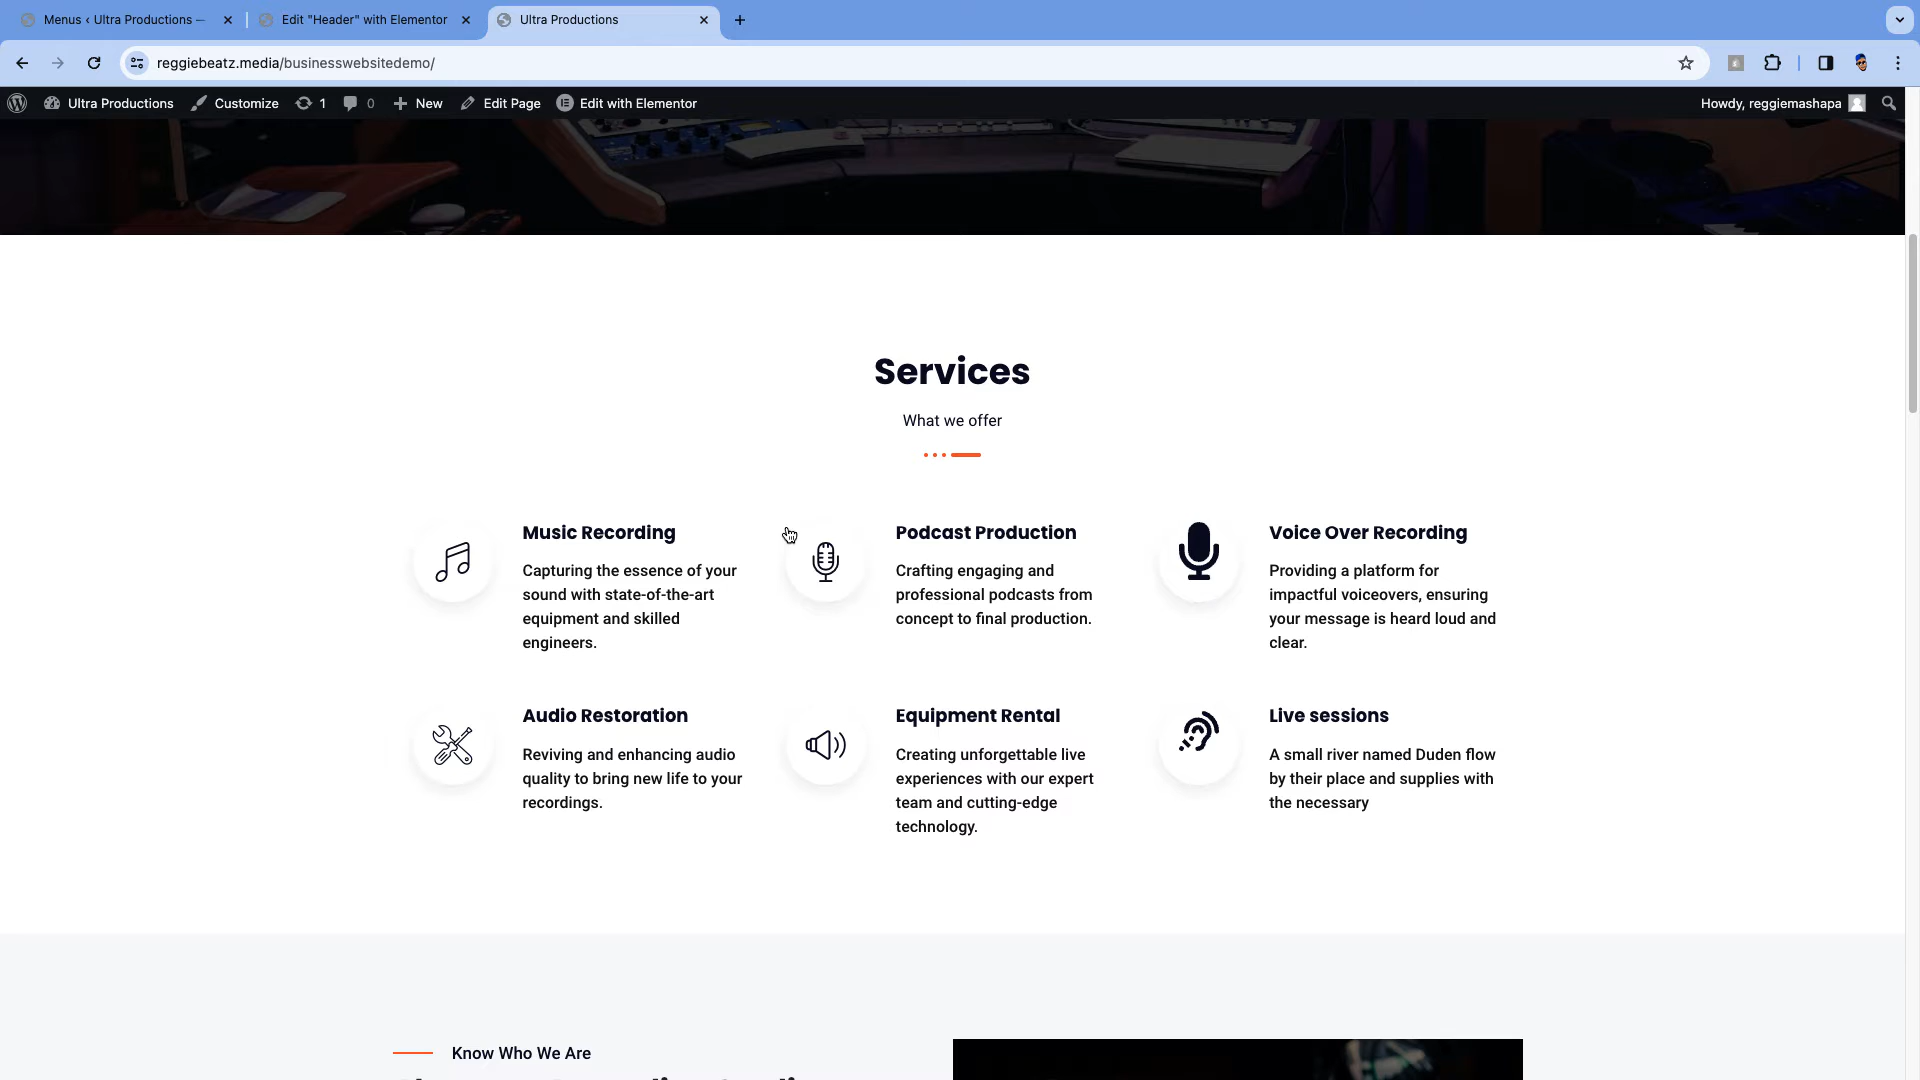 Menus ‹ Ultra Productions —
Edit "Header" with Elementor
Ultra Productions
reggiebeatz.media/businesswebsitedemo/
Ultra Productions
Customize
1
0
New
Edit Page
Edit with Elementor
Howdy, reggiemashapa
Services
What we offer
Music Recording
Capturing the essence of your
sound with state-of-the-art
equipment and skilled
engineers.
Podcast Production
Crafting engaging and
professional podcasts from
concept to final production.
Voice Over Recording
Providing a platform for
impactful voiceovers, ensuring
your message is heard loud and
clear.
Audio Restoration
Reviving and enhancing audio
quality to bring new life to your
recordings.
Equipment Rental
Creating unforgettable live
experiences with our expert
team and cutting-edge
technology.
Live sessions
A small river named Duden flow
by their place and supplies with
the necessary
Know Who We Are